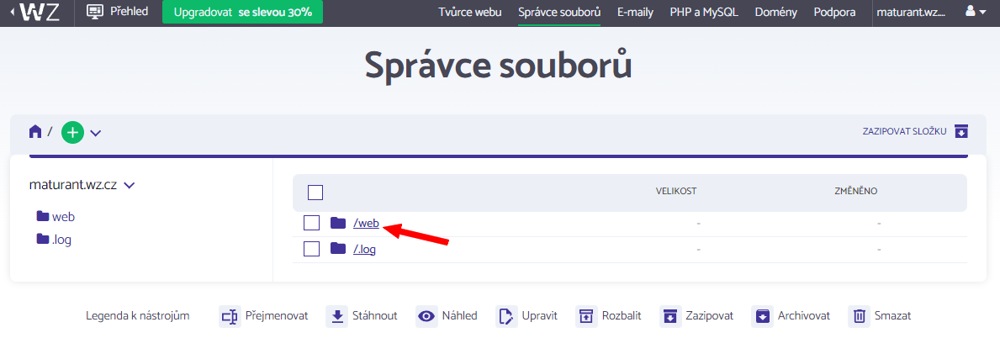 WZ Přehled Upgradovat se slevou 30% Tvůrce webu Správce souborů E-maily PHP a MySQL Domény Podpora maturant.wz....
Správce souborů
/ ZAZIPOVAT SLOŽKU
maturant.wz.cz
web
.log
VELIKOST ZMĚNĚNO
/web - -
/.log - -
Legenda k nástrojům Přejmenovat Stáhnout Náhled Upravit Rozbalit Zazipovat Archivovat Smazat